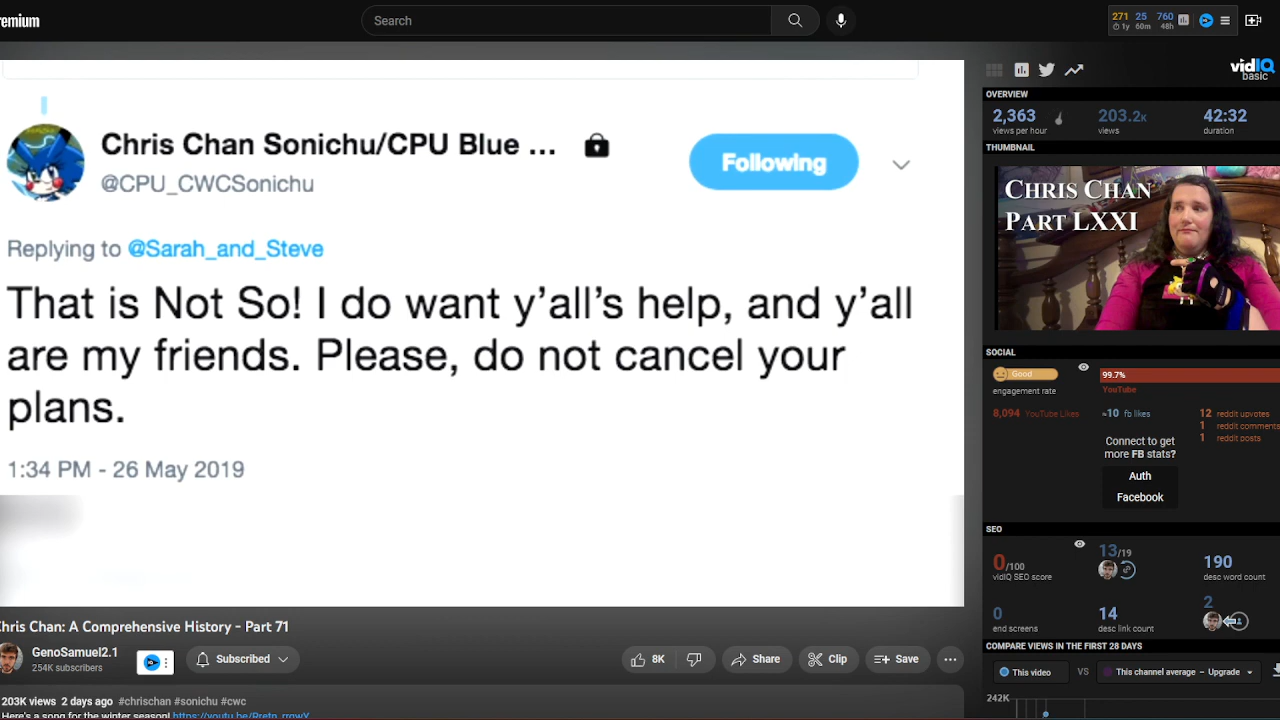 remium
Search
271 25 760
1y 60m 48h
vidIQ
basic
OVERVIEW
2,363 203.2K 42:32
views per hour views duration
THUMBNAIL
CHRIS CHAN
PART LXXI
Chris Chan Sonichu/CPU Blue ...
@CPU_CWCSonichu
Following
Replying to @Sarah_and_Steve
That is Not So! I do want y’all’s help, and y’all
are my friends. Please, do not cancel your
plans.
1:34 PM - 26 May 2019
SOCIAL
Good
engagement rate
99.7%
YouTube
8,094 YouTube Likes
≈10 fb likes
12 reddit upvotes
1 reddit comments
1 reddit posts
Connect to get
more FB stats?
Auth
Facebook
SEO
0/100
vidIQ SEO score
13/19
190
desc word count
0
end screens
14
desc link count
2
COMPARE VIEWS IN THE FIRST 28 DAYS
This video VS This channel average – Upgrade
242K
Chris Chan: A Comprehensive History - Part 71
GenoSamuel2.1
254K subscribers
Subscribed
8K
Share
Clip
Save
203K views 2 days ago #chrischan #sonichu #cwc
Here's a song for the winter season!